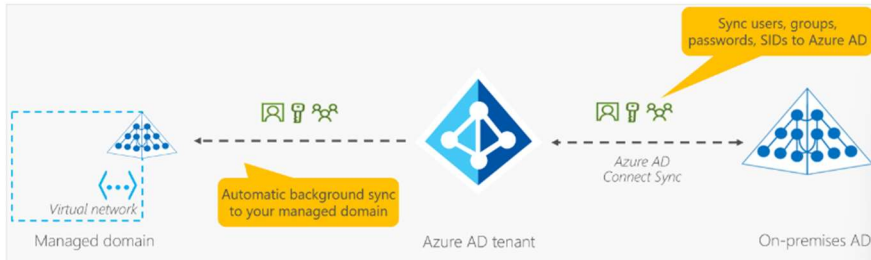 Sync users, groups,
passwords, SIDs to Azure AD
Azure AD
Connect Sync
Automatic background sync
to your managed domain
Virtual network
Managed domain
Azure AD tenant
On-premises AD